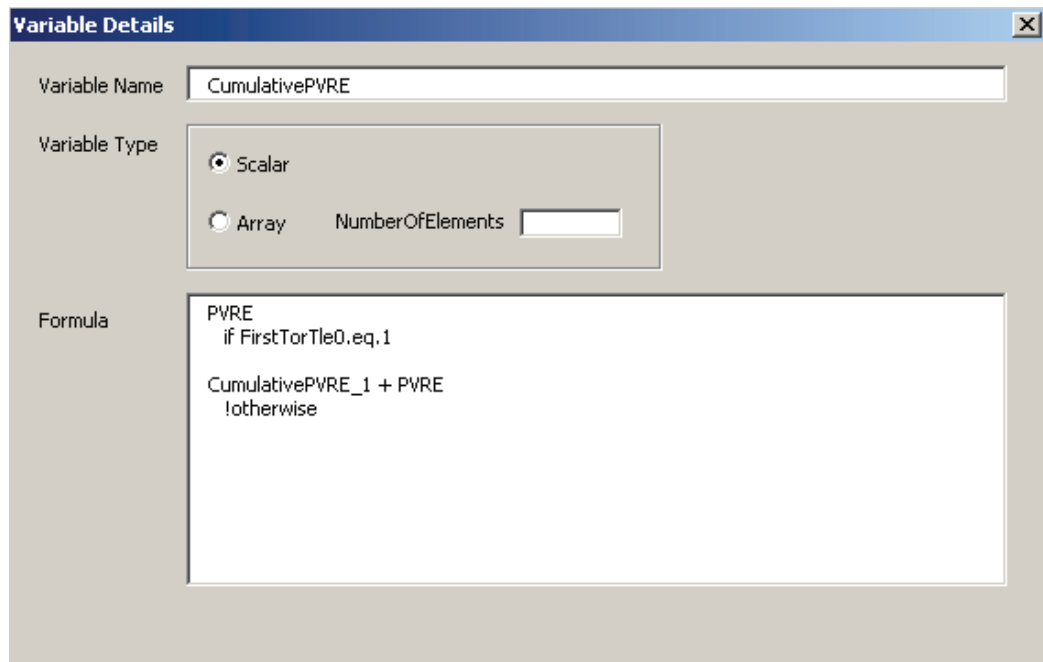 Variable Details
Variable Name CumulativePVRE
Variable Type
Scalar
Array NumberOfElements
Formula
PVRE
if FirstTorTle0.eq.1
CumulativePVRE_1 + PVRE
!otherwise